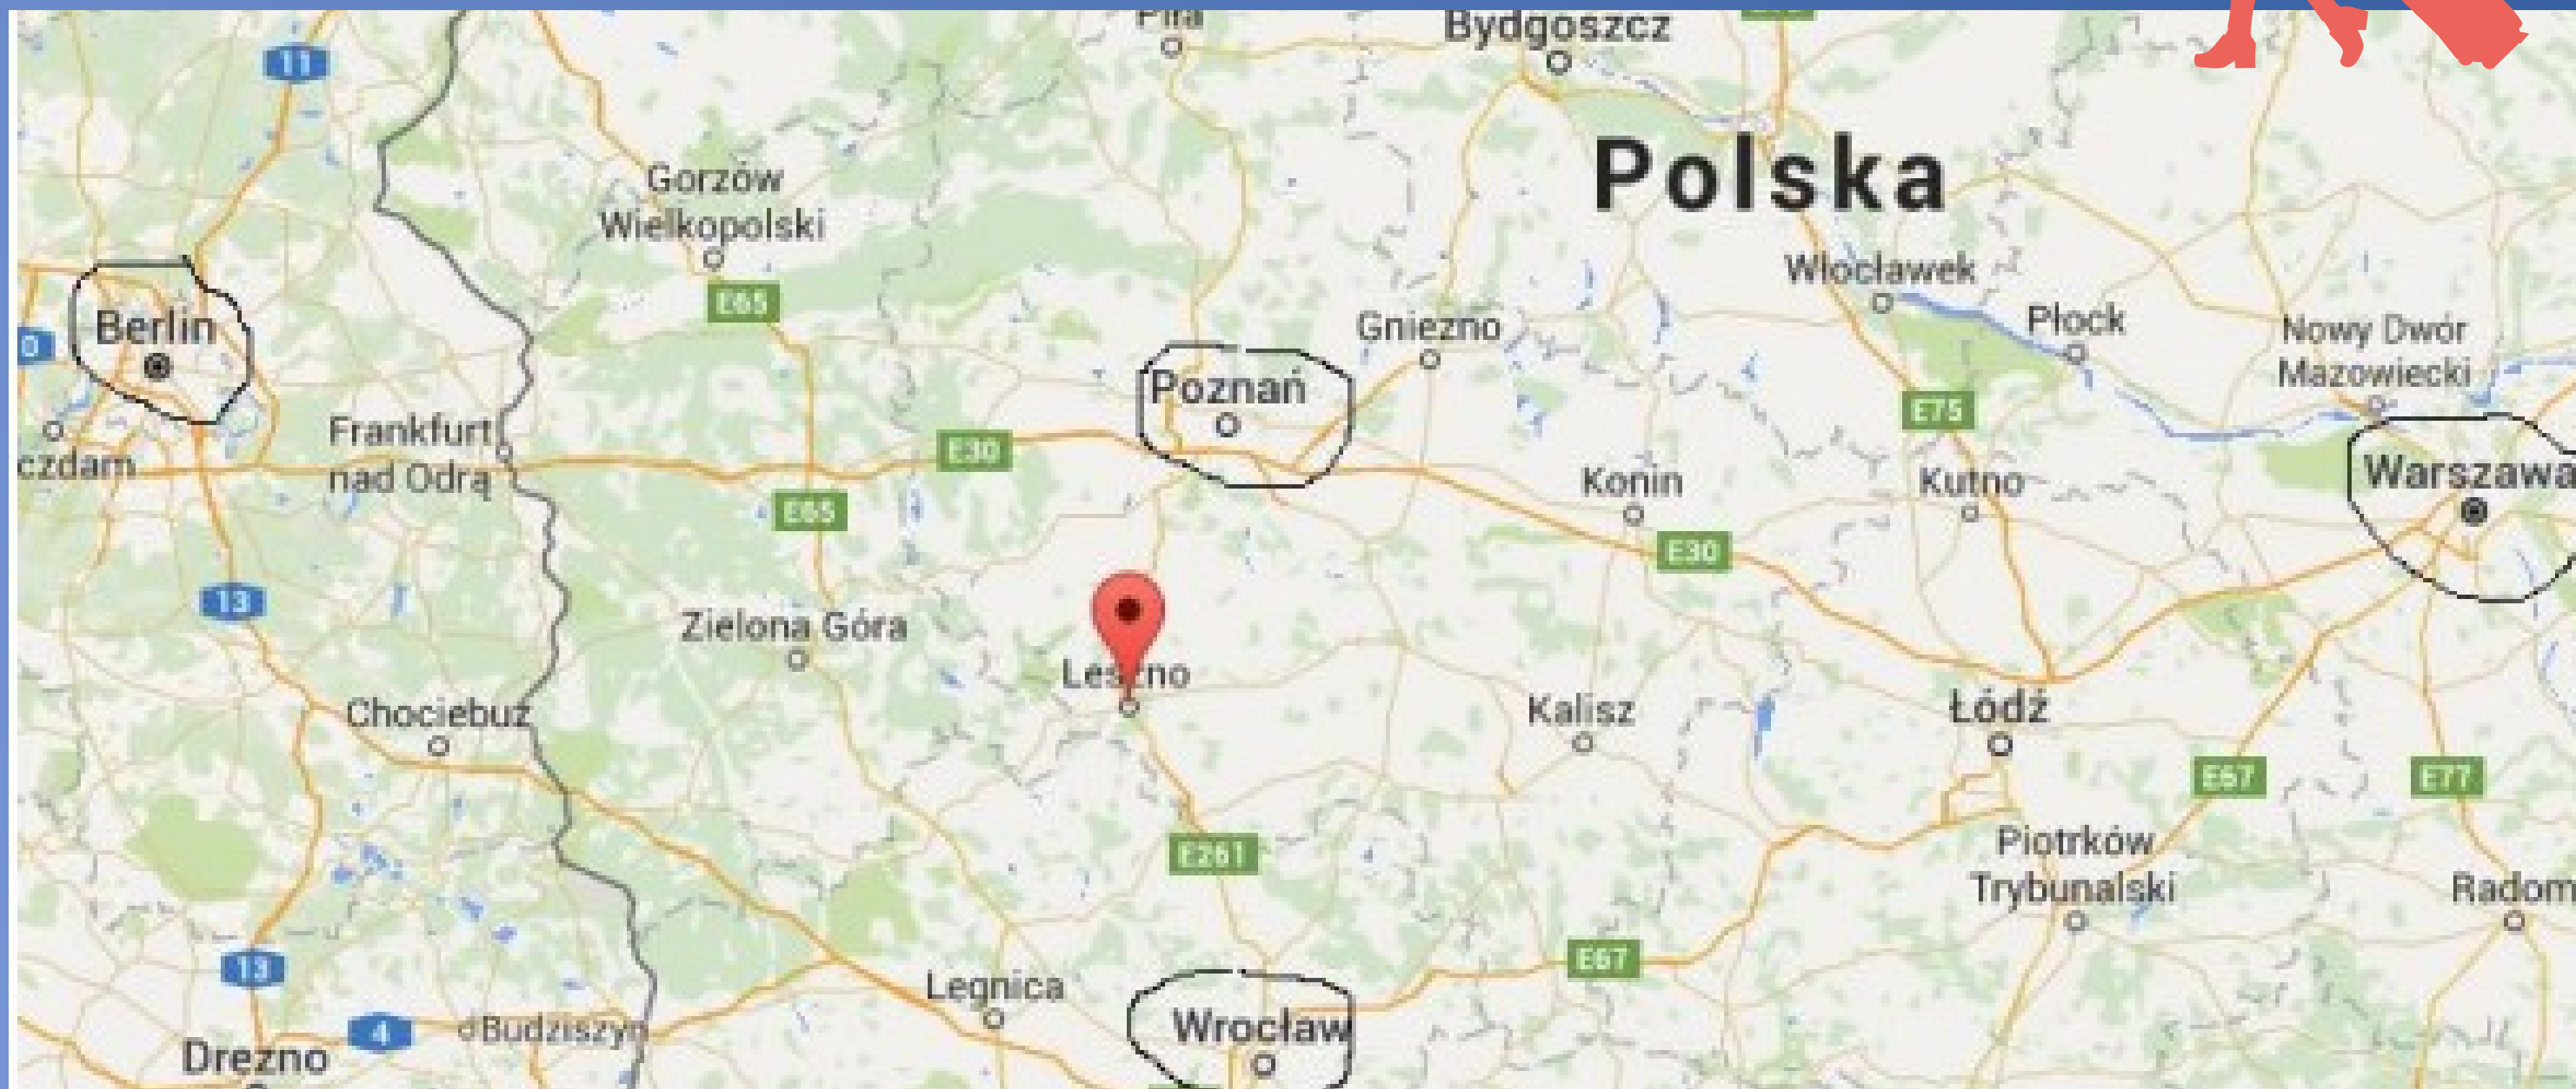 Piła
Bydgoszcz
11
Polska
Gorzów
Wielkopolski
E65
Włocławek
Płock
Nowy Dwór
Mazowiecki
Berlin
0
Gniezno
Poznań
E75
Frankfurt
nad Odrą
czdam
E30
Konin
Kutno
Warszawa
E65
E30
13
Zielona Góra
Leszno
Chociebuż
Kalisz
Łódź
E67
E77
E261
Piotrków
Trybunalski
Radom
13
E67
Legnica
4
Budziszyn
Wrocław
Drezno